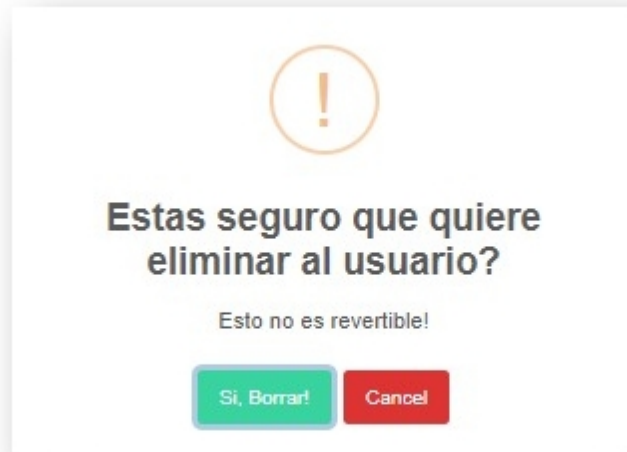 !
Estas seguro que quiere
eliminar al usuario?
Esto no es revertible!
Si, Borrar! Cancel